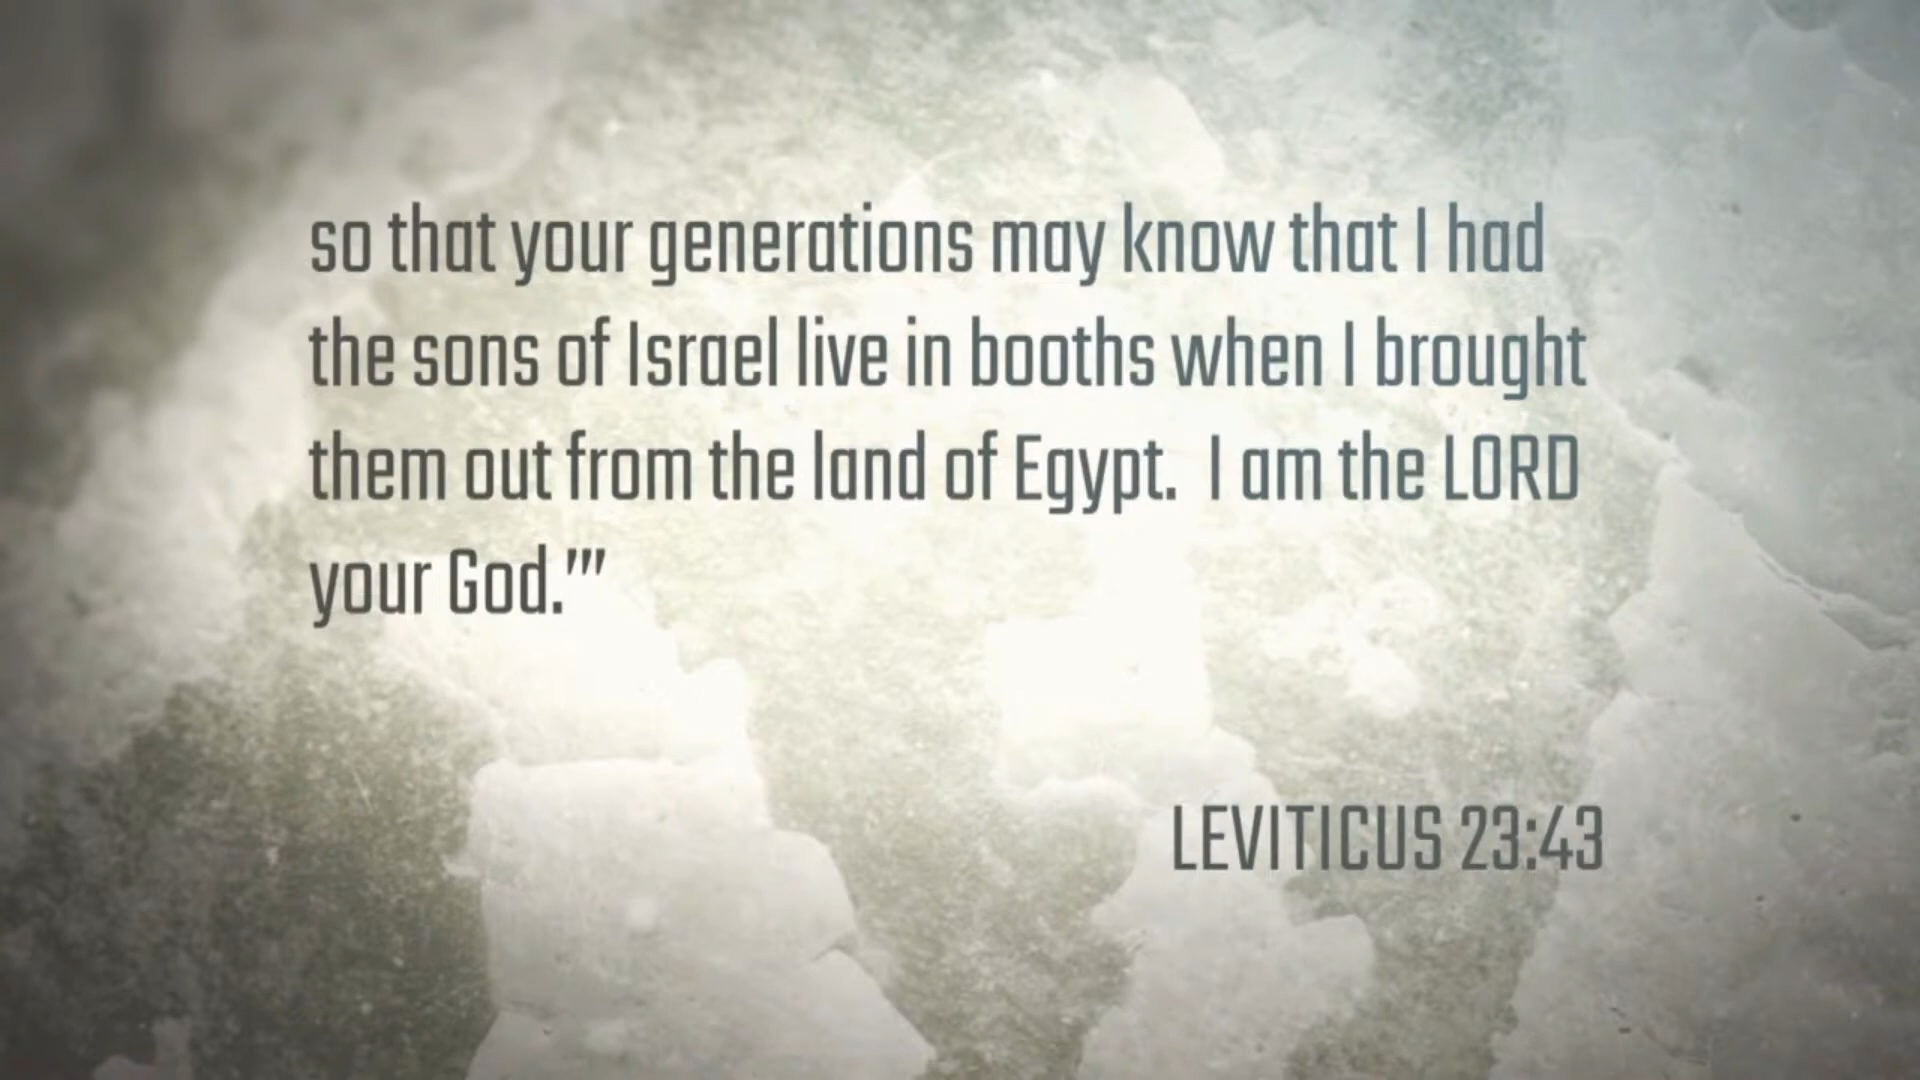 so that your generations may know that I had
the sons of Israel live in booths when I brought
them out from the land of Egypt.  I am the LORD
your God.’”
LEVITICUS 23:43